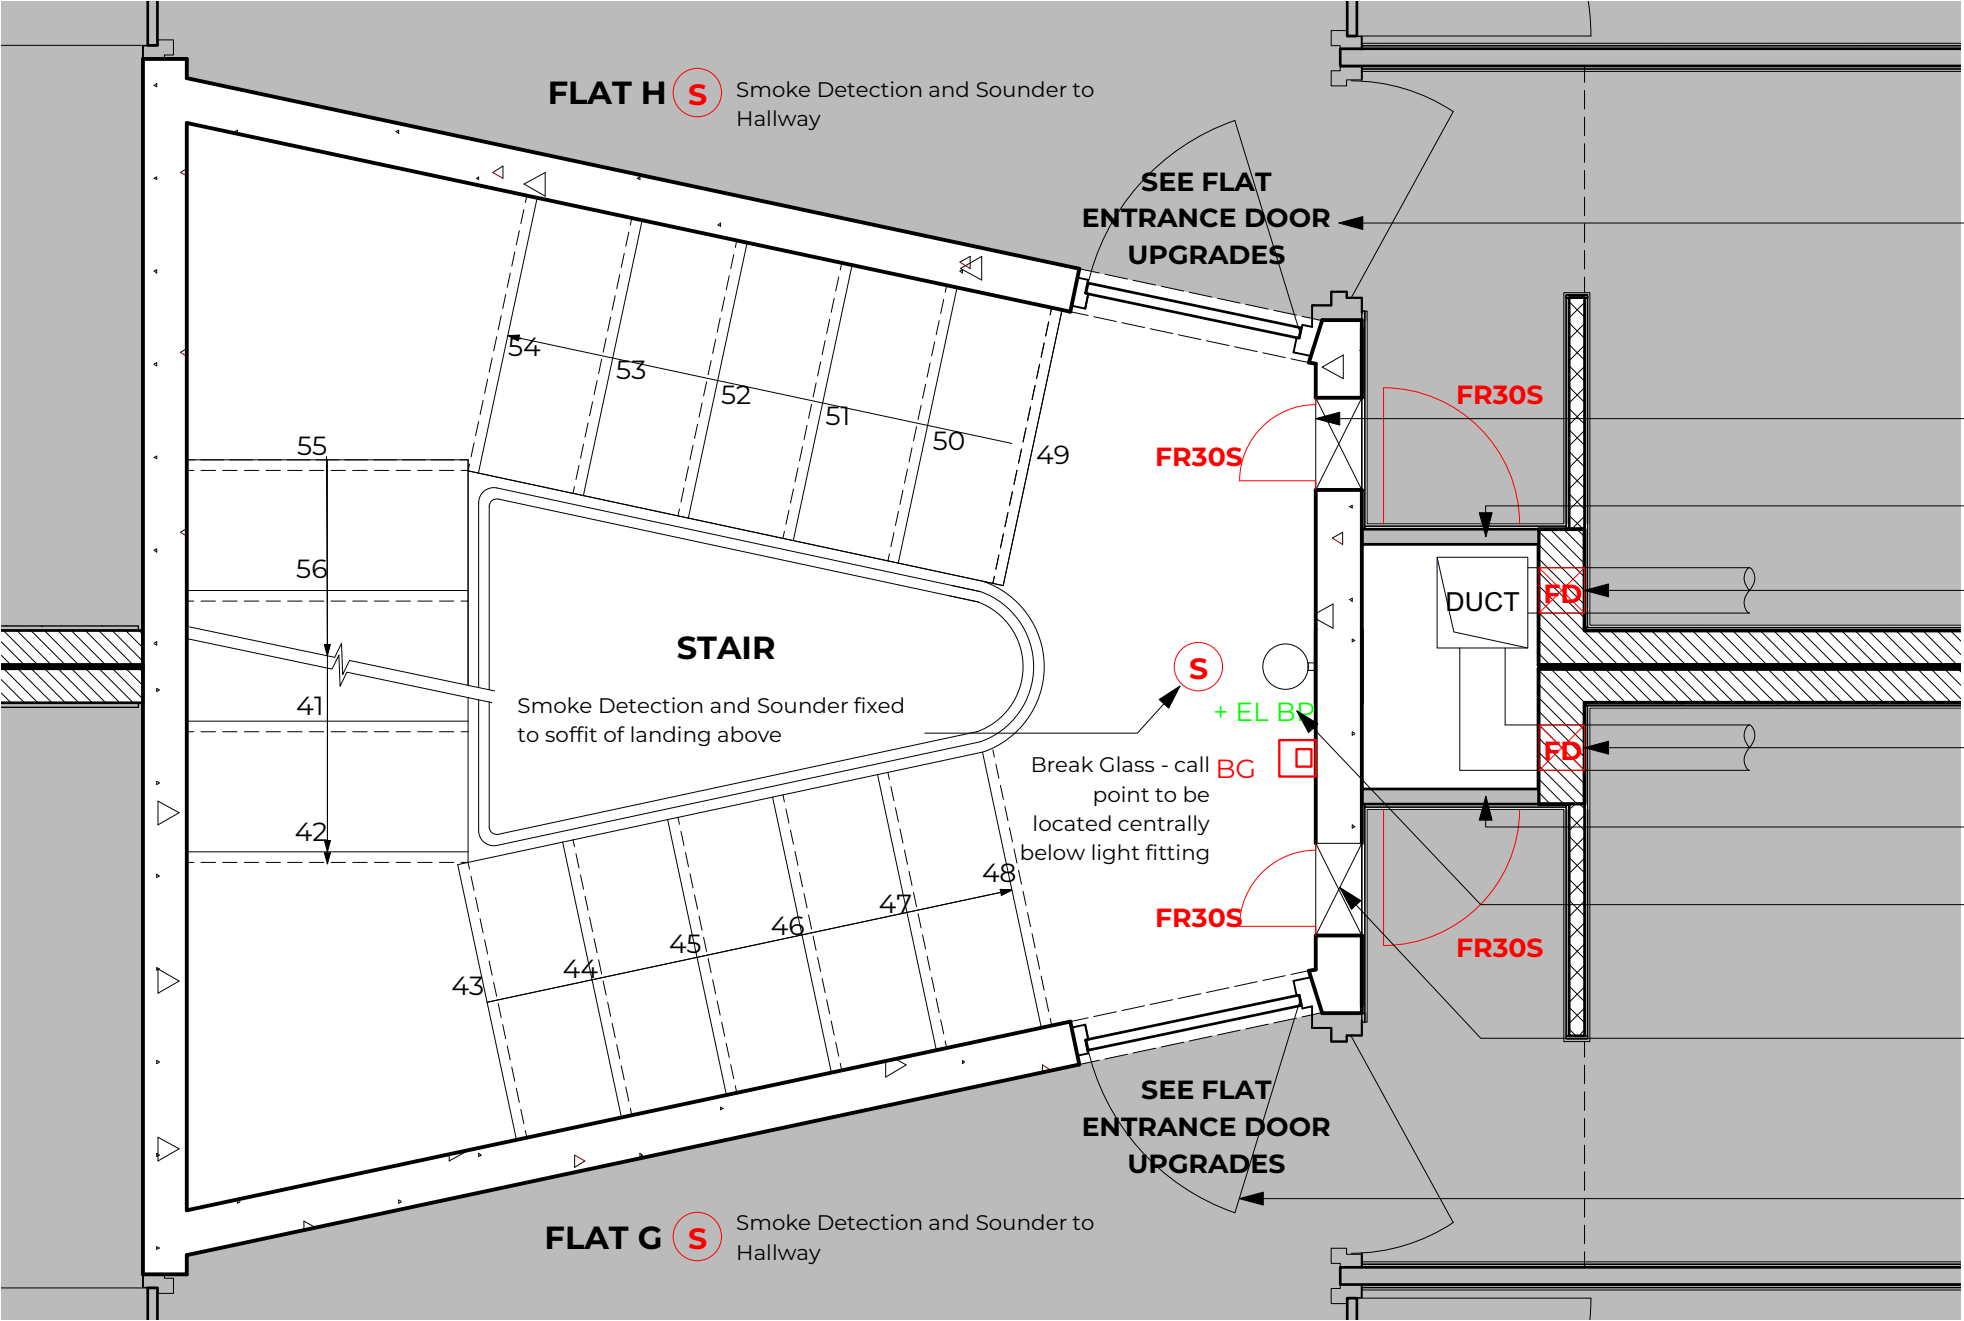 FLAT H S Smoke Detection and Sounder to
Hallway
SEE FLAT
ENTRANCE DOOR
UPGRADES
54
53
52
51
50
49
FR30S
FR30S
55
56
41
42
STAIR
Smoke Detection and Sounder fixed
to soffit of landing above
S
+ EL BP
BG
Break Glass - call
point to be
located centrally
below light fitting
DUCT
FD
FD
48
47
46
45
44
43
FR30S
FR30S
SEE FLAT
ENTRANCE DOOR
UPGRADES
FLAT G S Smoke Detection and Sounder to
Hallway